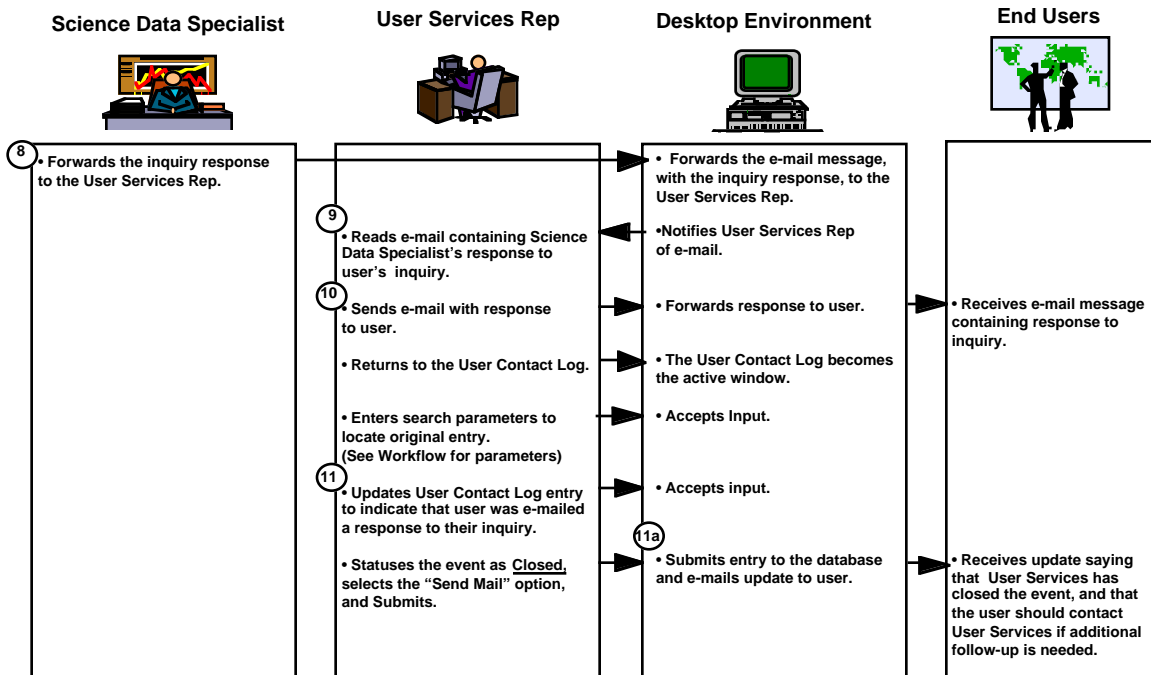 Science Data Specialist
User Services Rep
Desktop Environment
End Users
8
• Forwards the inquiry response
to the User Services Rep.
• Forwards the e-mail message,
with the inquiry response, to the
User Services Rep.
9
• Reads e-mail containing Science
Data Specialist's response to
user's inquiry.
•Notifies User Services Rep
of e-mail.
10
• Sends e-mail with response
to user.
• Forwards response to user.
• Receives e-mail message
containing response to
inquiry.
• Returns to the User Contact Log.
• The User Contact Log becomes
the active window.
• Enters search parameters to
locate original entry.
(See Workflow for parameters)
• Accepts Input.
11
• Updates User Contact Log entry
to indicate that user was e-mailed
a response to their inquiry.
• Accepts input.
11a
• Statuses the event as Closed,
selects the “Send Mail” option,
and Submits.
• Submits entry to the database
and e-mails update to user.
• Receives update saying
that User Services has
closed the event, and that
the user should contact
User Services if additional
follow-up is needed.